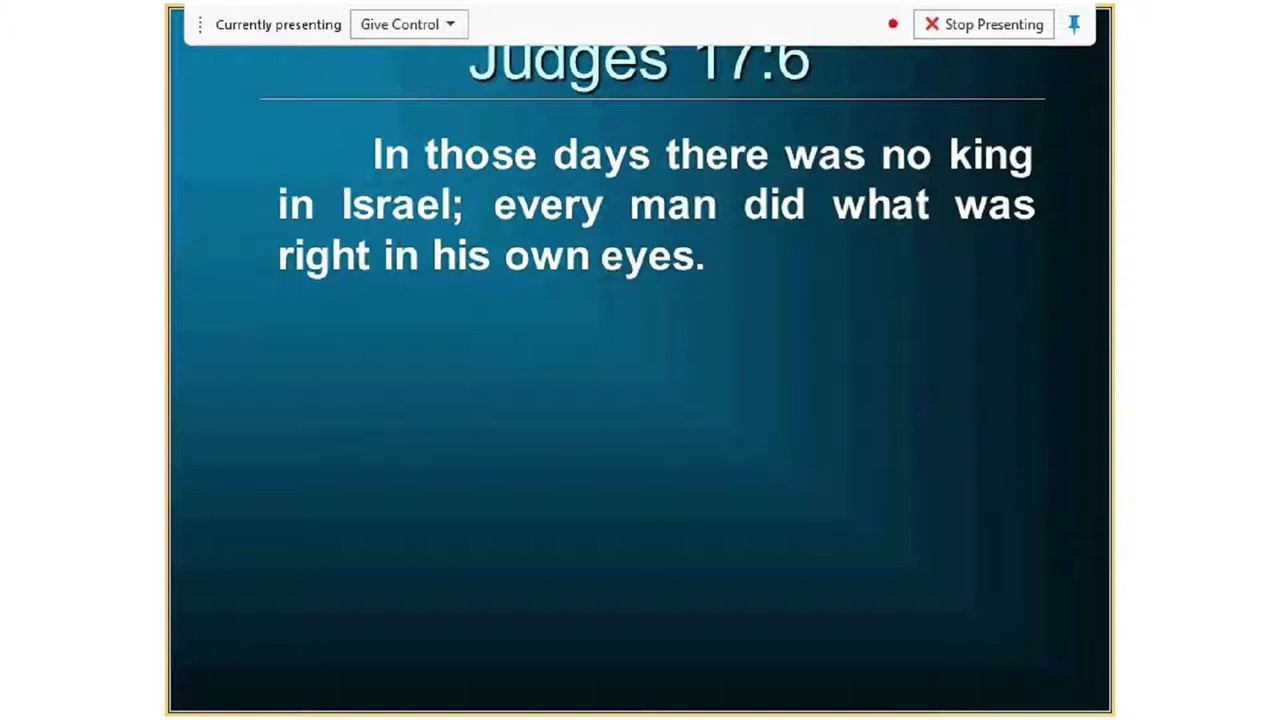 Currently presenting Give Control Stop Presenting
Judges 17:6
In those days there was no king
in Israel; every man did what was
right in his own eyes.